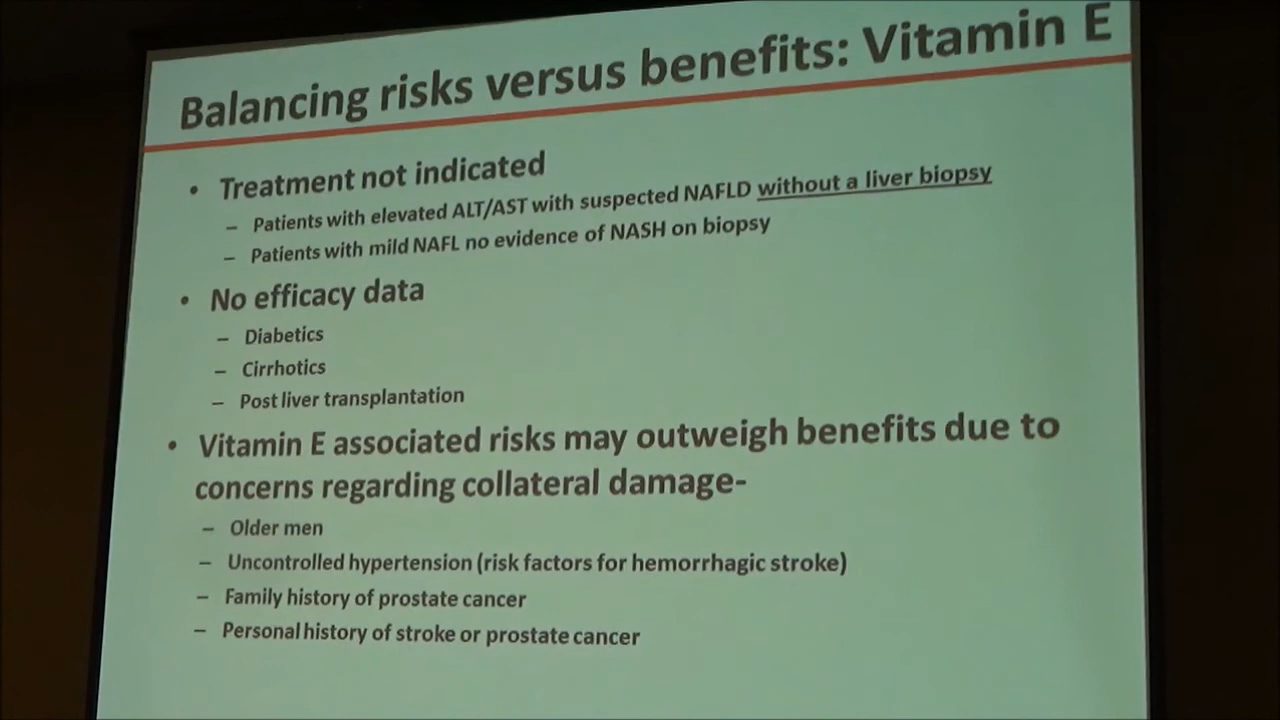 Balancing risks versus benefits: Vitamin E
• Treatment not indicated
– Patients with elevated ALT/AST with suspected NAFLD without a liver biopsy
– Patients with mild NAFL no evidence of NASH on biopsy
• No efficacy data
– Diabetics
– Cirrhotics
– Post liver transplantation
• Vitamin E associated risks may outweigh benefits due to
concerns regarding collateral damage-
– Older men
– Uncontrolled hypertension (risk factors for hemorrhagic stroke)
– Family history of prostate cancer
– Personal history of stroke or prostate cancer